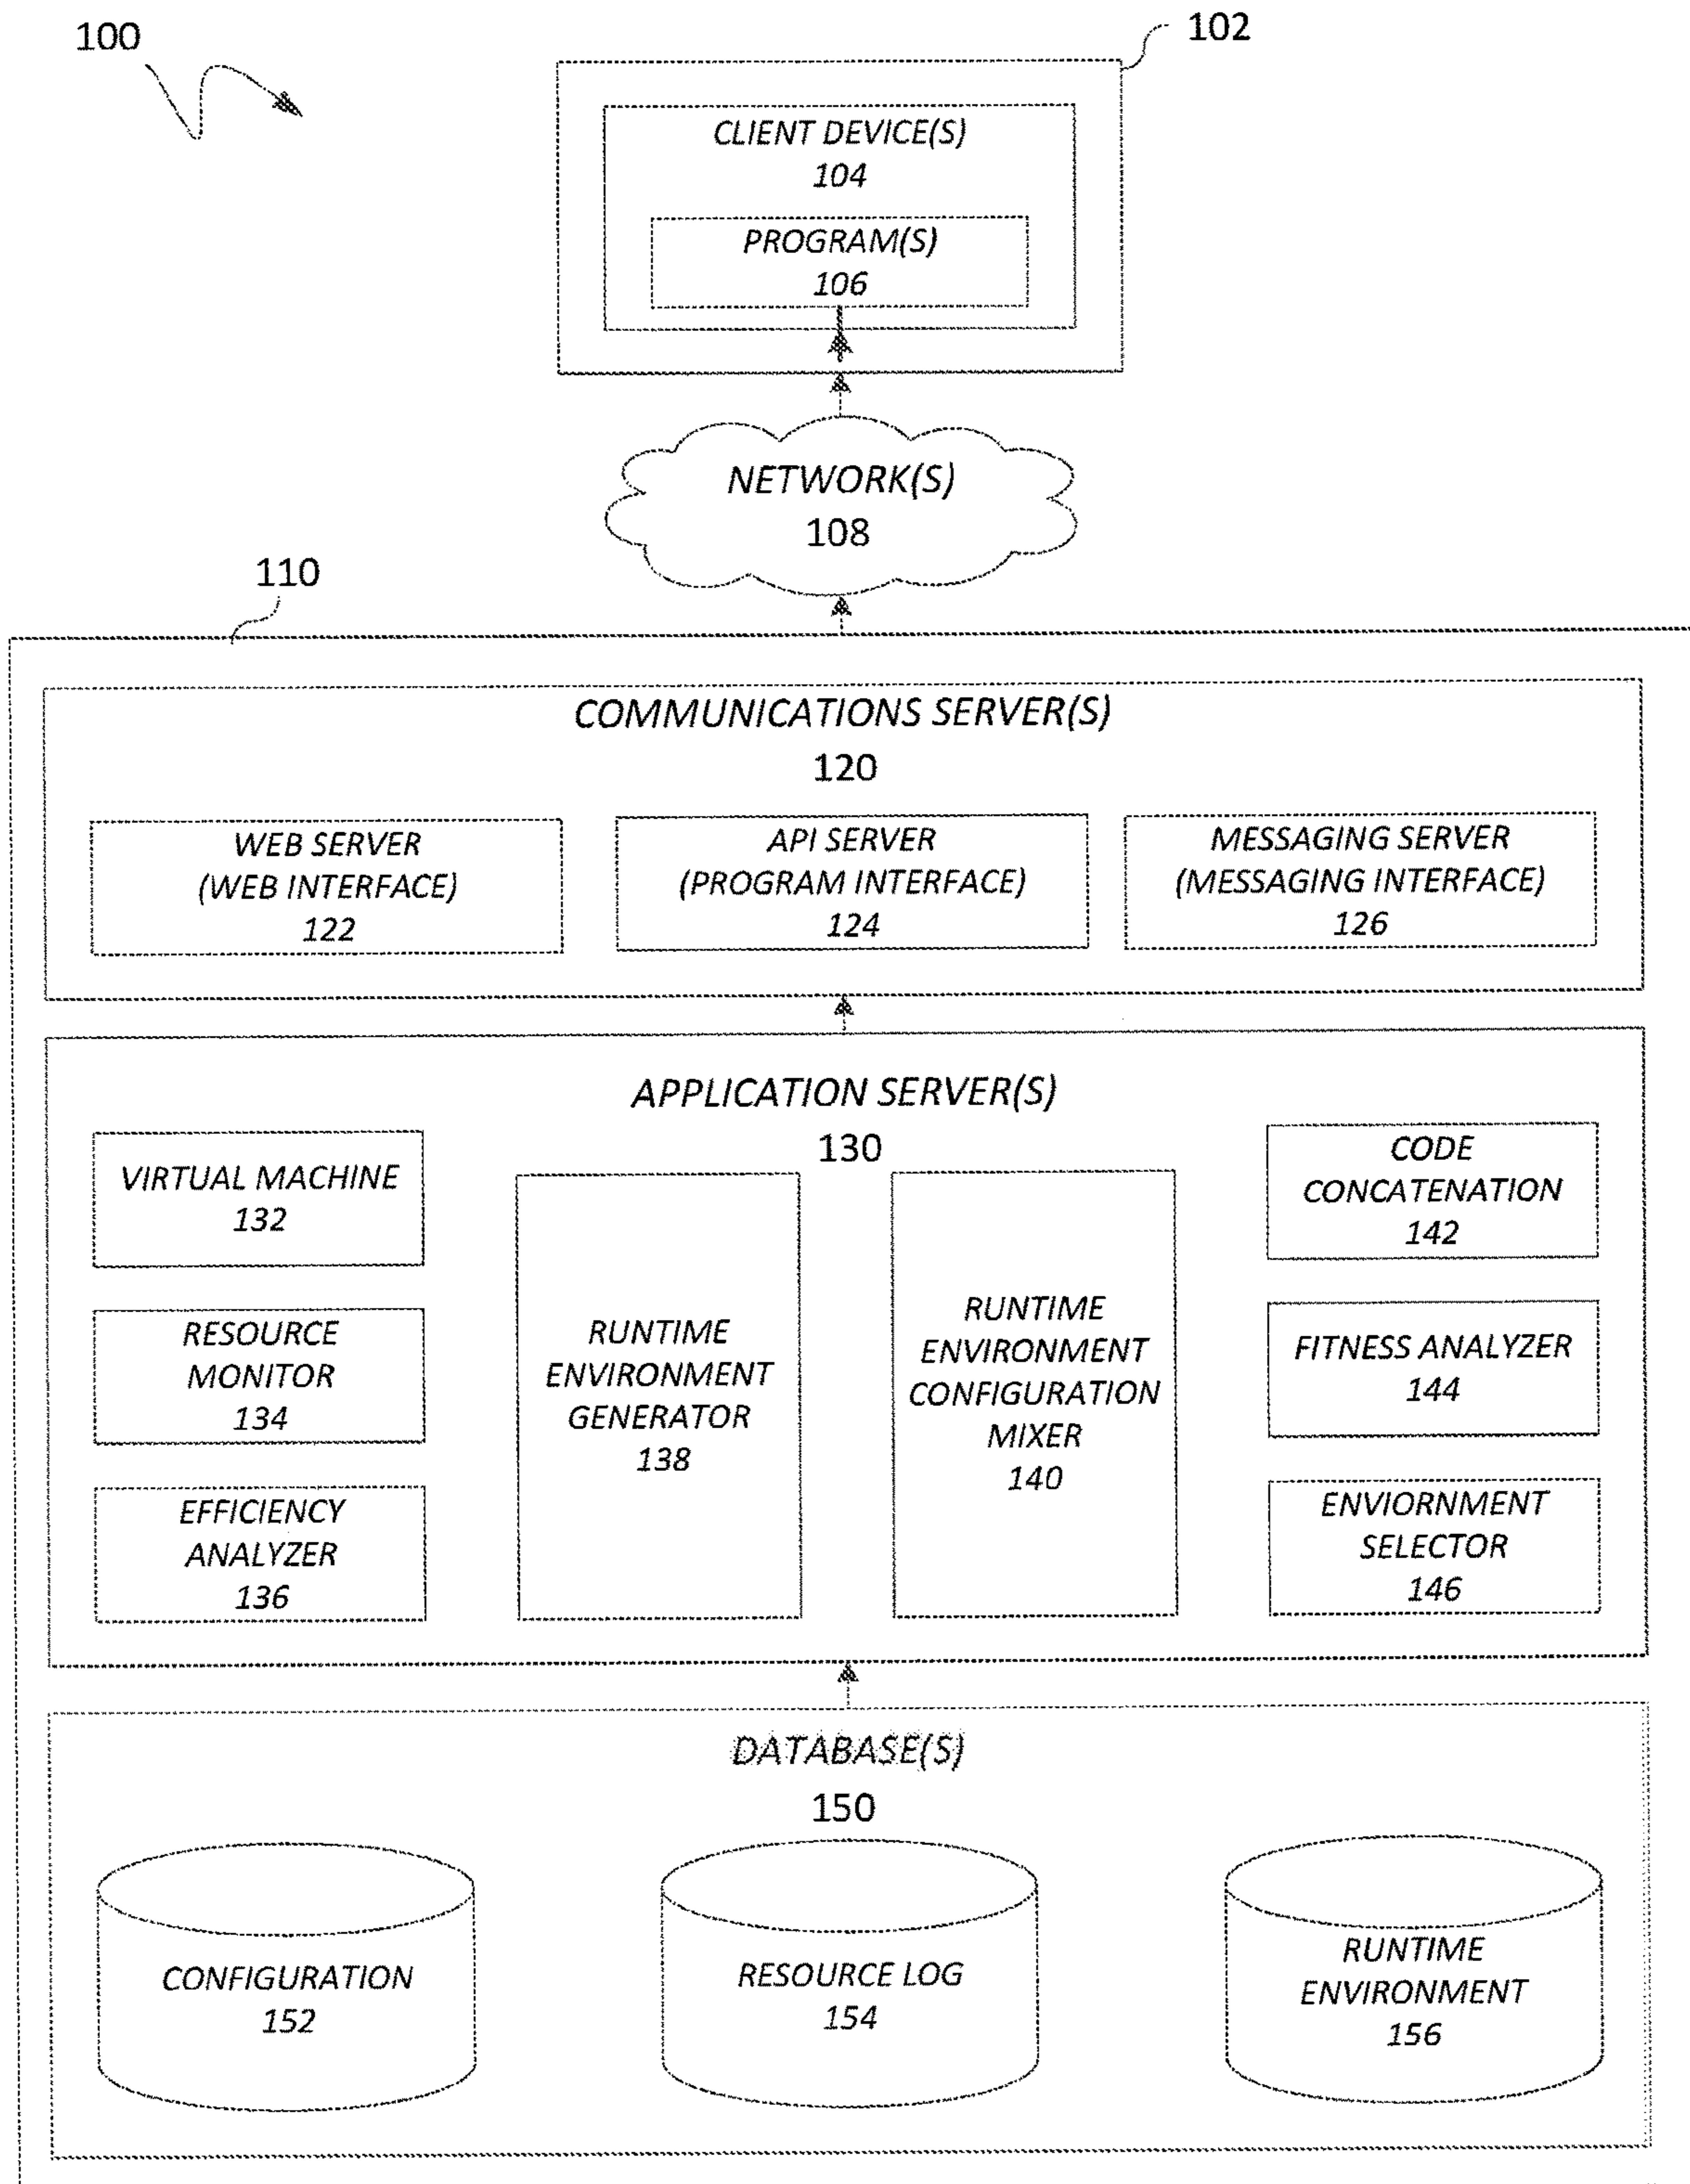 100
102
CLIENT DEVICE(S)
104
PROGRAM(S)
106
NETWORK(S)
108
110
COMMUNICATIONS SERVER(S)
120
WEB SERVER
(WEB INTERFACE)
122
API SERVER
(PROGRAM INTERFACE)
124
MESSAGING SERVER
(MESSAGING INTERFACE)
126
APPLICATION SERVER(S)
130
VIRTUAL MACHINE
132
RESOURCE
MONITOR
134
EFFICIENCY
ANALYZER
136
RUNTIME
ENVIRONMENT
GENERATOR
138
RUNTIME
ENVIRONMENT
CONFIGURATION
MIXER
140
CODE
CONCATENATION
142
FITNESS ANALYZER
144
ENVIORNMENT
SELECTOR
146
DATABASE(S)
150
CONFIGURATION
152
RESOURCE LOG
154
RUNTIME
ENVIRONMENT
156